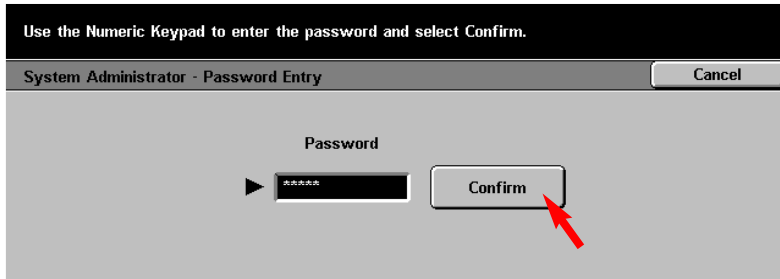 Use the Numeric Keypad to enter the password and select Confirm.
System Administrator - Password Entry
Cancel
Password
*****
Confirm